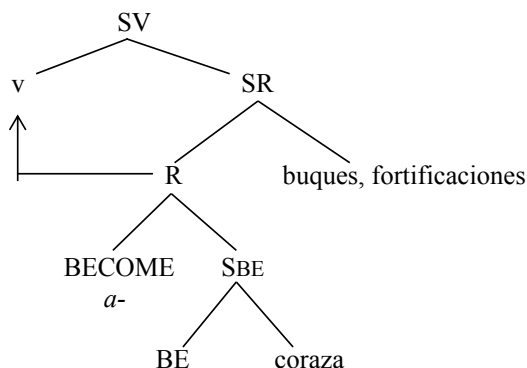 SV
v SR
R buques, fortificaciones
BECOME SBE
a-
BE coraza